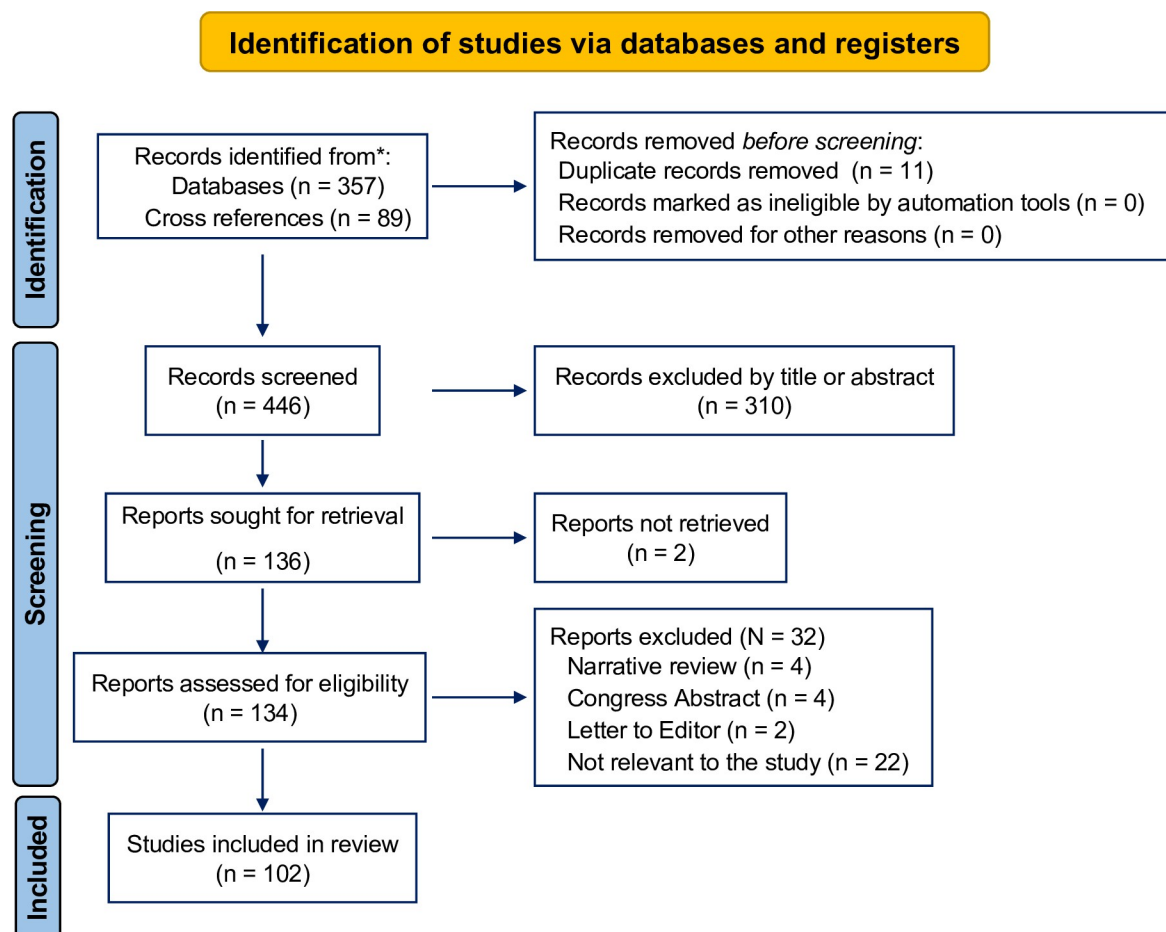 Identification of studies via databases and registers
Identification
Records identified from*:
Databases (n = 357)
Cross references (n = 89)
Records removed before screening:
Duplicate records removed  (n = 11)
Records marked as ineligible by automation tools (n = 0)
Records removed for other reasons (n = 0)
Screening
Records screened
(n = 446)
Records excluded by title or abstract
(n = 310)
Reports sought for retrieval
(n = 136)
Reports not retrieved
(n = 2)
Reports assessed for eligibility
(n = 134)
Reports excluded (N = 32)
Narrative review (n = 4)
Congress Abstract (n = 4)
Letter to Editor (n = 2)
Not relevant to the study (n = 22)
Included
Studies included in review
(n = 102)